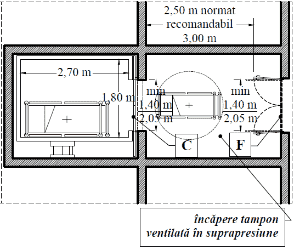 2,50 m normat
recomandabil
3,00 m
2,70 m
1,80 m
min
1,40 m
2,05 m
min
1,40 m
2,05 m
C
F
încăpere tampon
ventilată în suprapresiune